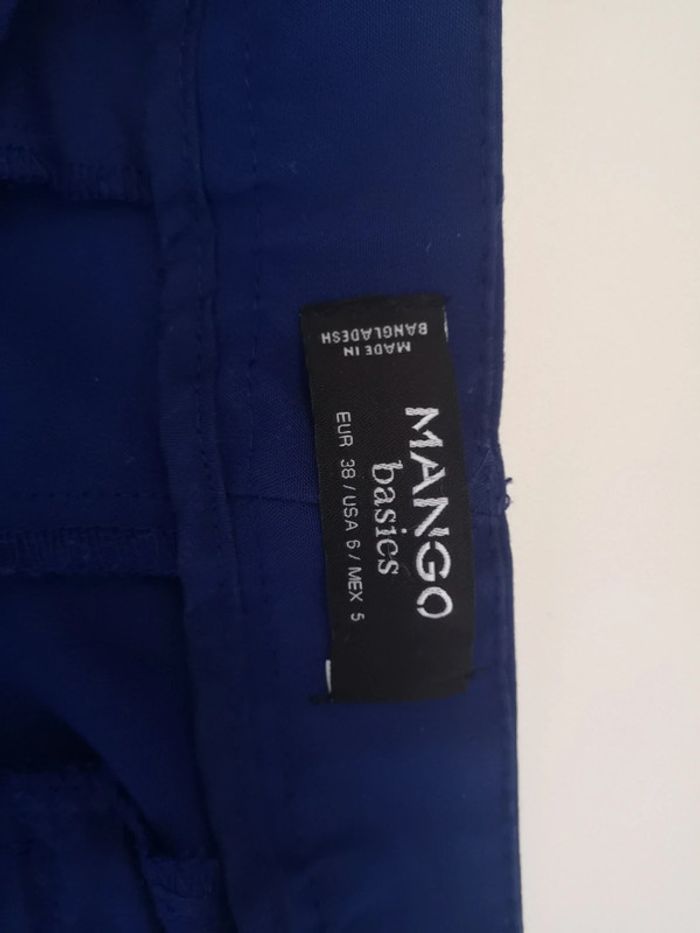 MANGO
basics
EUR 38 / USA 6 / MEX 5
MADE IN
BANGLADESH